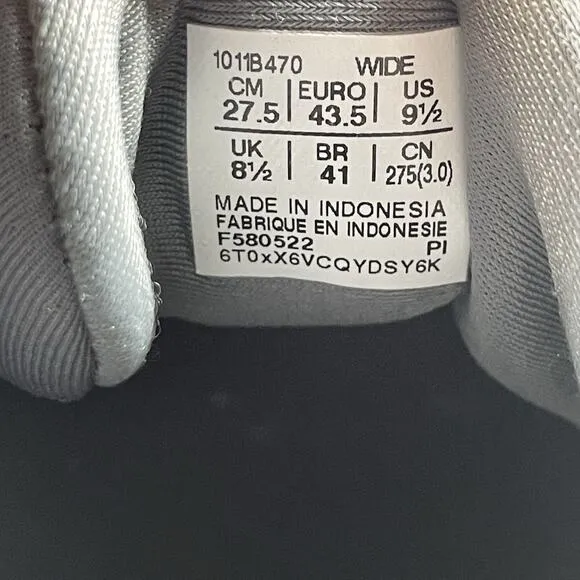 1011B470 WIDE
CM | EURO | US
27.5 | 43.5 | 9½
UK | BR | CN
8½ | 41 | 275(3.0)
MADE IN INDONESIA
FABRIQUE EN INDONESIE
F580522 PI
6T0xX6VCQYDSY6K